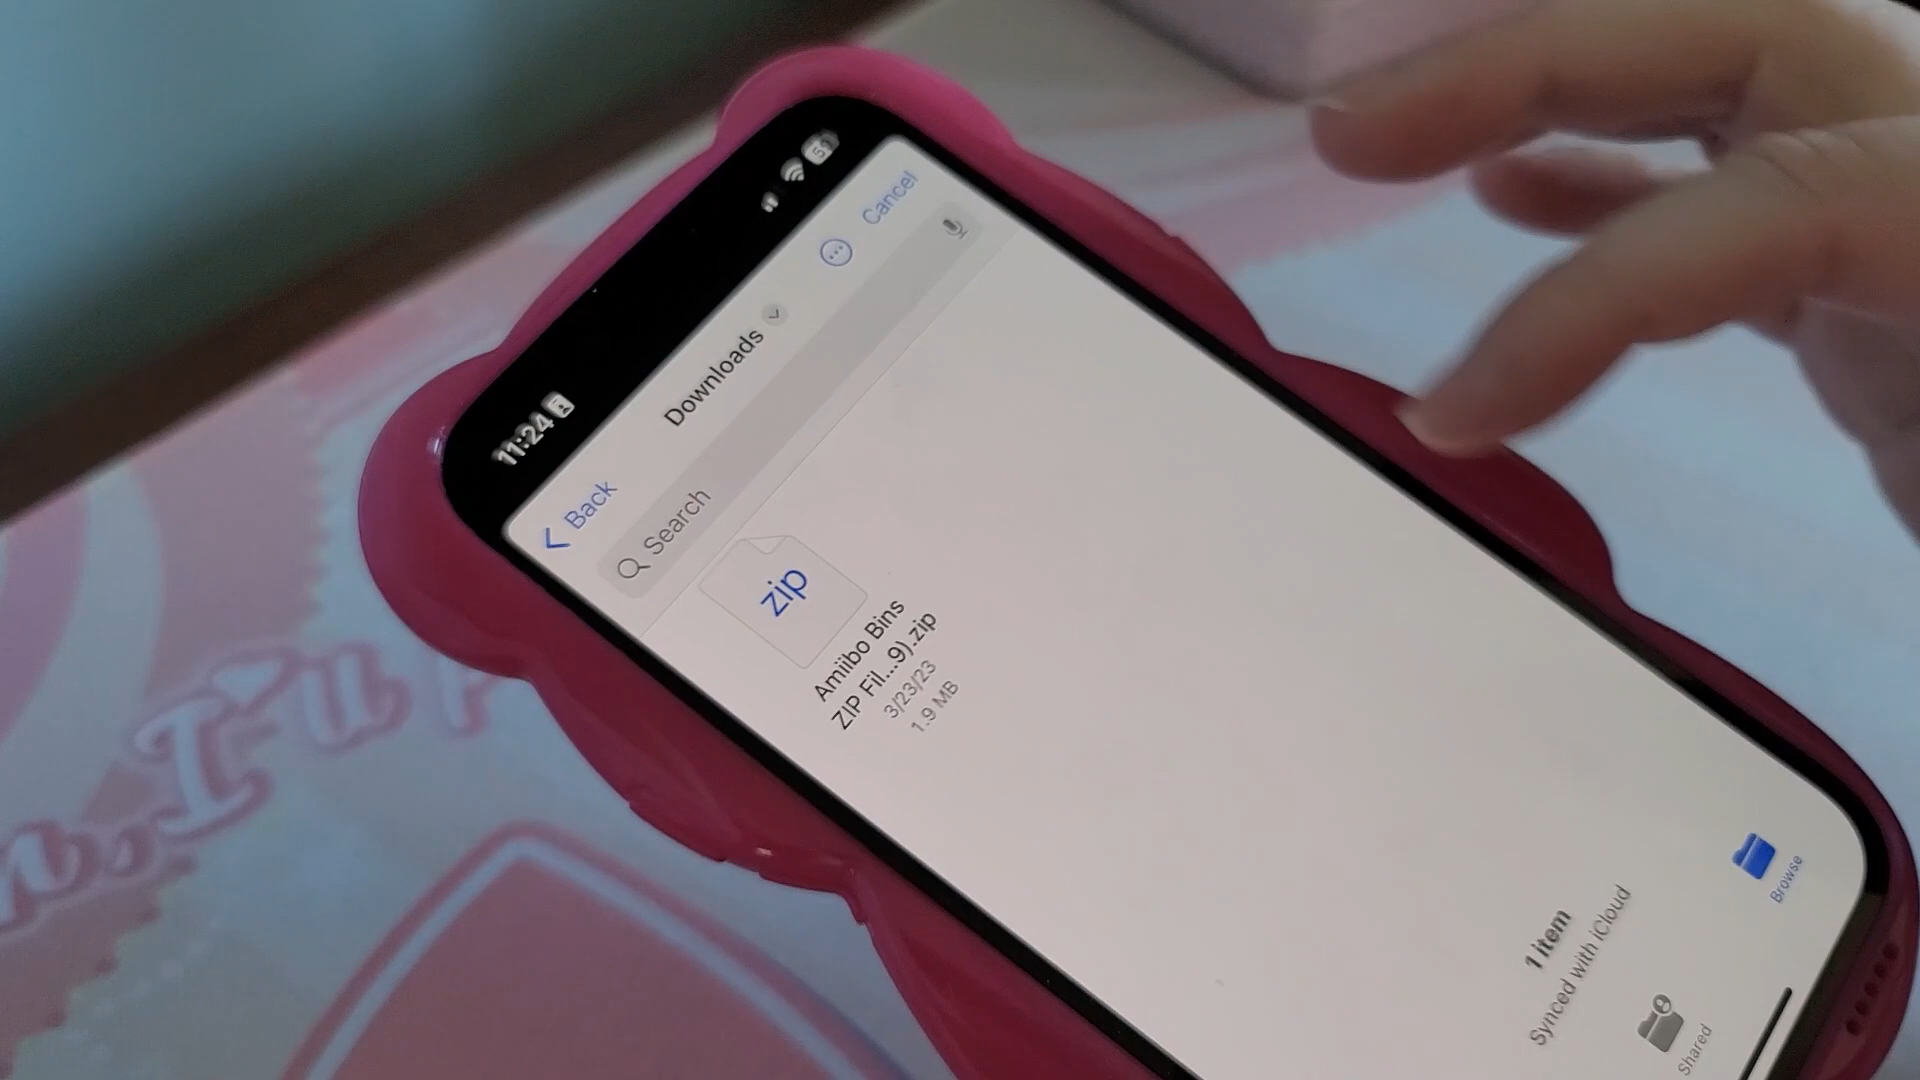 11:24
59
Back
Downloads
Cancel
Search
zip
Amiibo Bins
ZIP Fil...9).zip
3/23/23
1.9 MB
1 item
Synced with iCloud
Browse
Shared